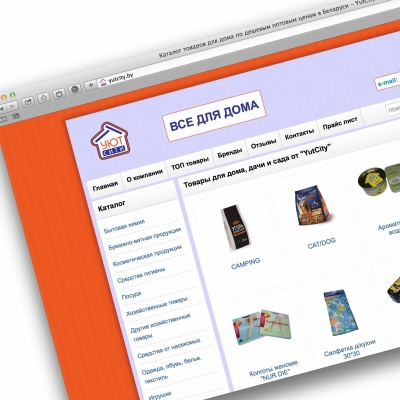 Каталог товаров для дома по дешевым оптовым ценам в Беларуси – YutCity
yutcity.by
УЮТ
СИТИ
ВСЕ ДЛЯ ДОМА
e-mail:
Главная О компании ТОП товары Бренды Отзывы Контакты Прайс лист
Каталог
Бытовая химия
Бумажно-ватная продукция
Косметическая продукция
Средства гигиены
Посуда
Хозяйственные товары
Другие хозяйственные
товары
Средства от насекомых
Одежда, обувь, белье,
текстиль
Игрушки
Товары для дома, дачи и сада от "YutCity"
CAMPING
CAT/DOG
Колготы женские
"NUR DIE"
Салфетка д/кухни
30*30